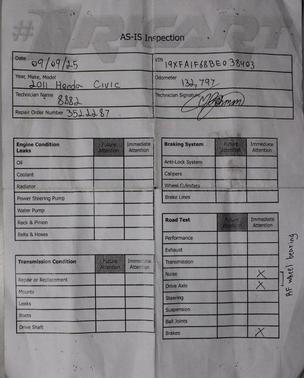 AS-IS Inspection
Date 09/09/25
VIN 19XFA1F68BE038403
Year, Make, Model 2011 Honda Civic
Odometer 132,797
Technician Name 8882
Technician Signature
Repair Order Number 3522287
Engine Condition Leaks Future Attention Immediate Attention
Oil
Coolant
Radiator
Power Steering Pump
Water Pump
Rack & Pinion
Belts & Hoses
Transmission Condition Future Attention Immediate Attention
Repair or Replacement
Mounts
Leaks
Boots
Drive Shaft
Braking System Future Attention Immediate Attention
Anti-Lock System
Calipers
Wheel Cylinders
Brake Lines
Road Test Future Attention Immediate Attention
Performance
Exhaust
Transmission
Noise X
Drive Axle X
Steering
Suspension
Ball Joints
Brakes X
wheel bearing